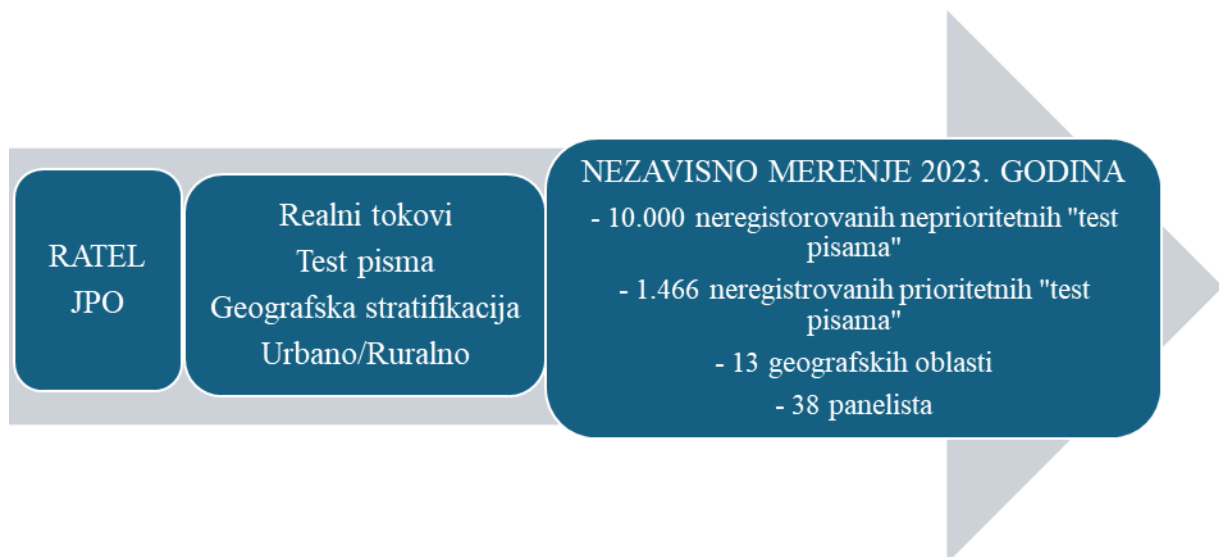 RATEL
JPO
Realni tokovi
Test pisma
Geografska stratifikacija
Urbano/Ruralno
NEZAVISNO MERENJE 2023. GODINA
- 10.000 neregistorovanih neprioritetnih "test
pisama"
- 1.466 neregistrovanih prioritetnih "test
pisama"
- 13 geografskih oblasti
- 38 panelista